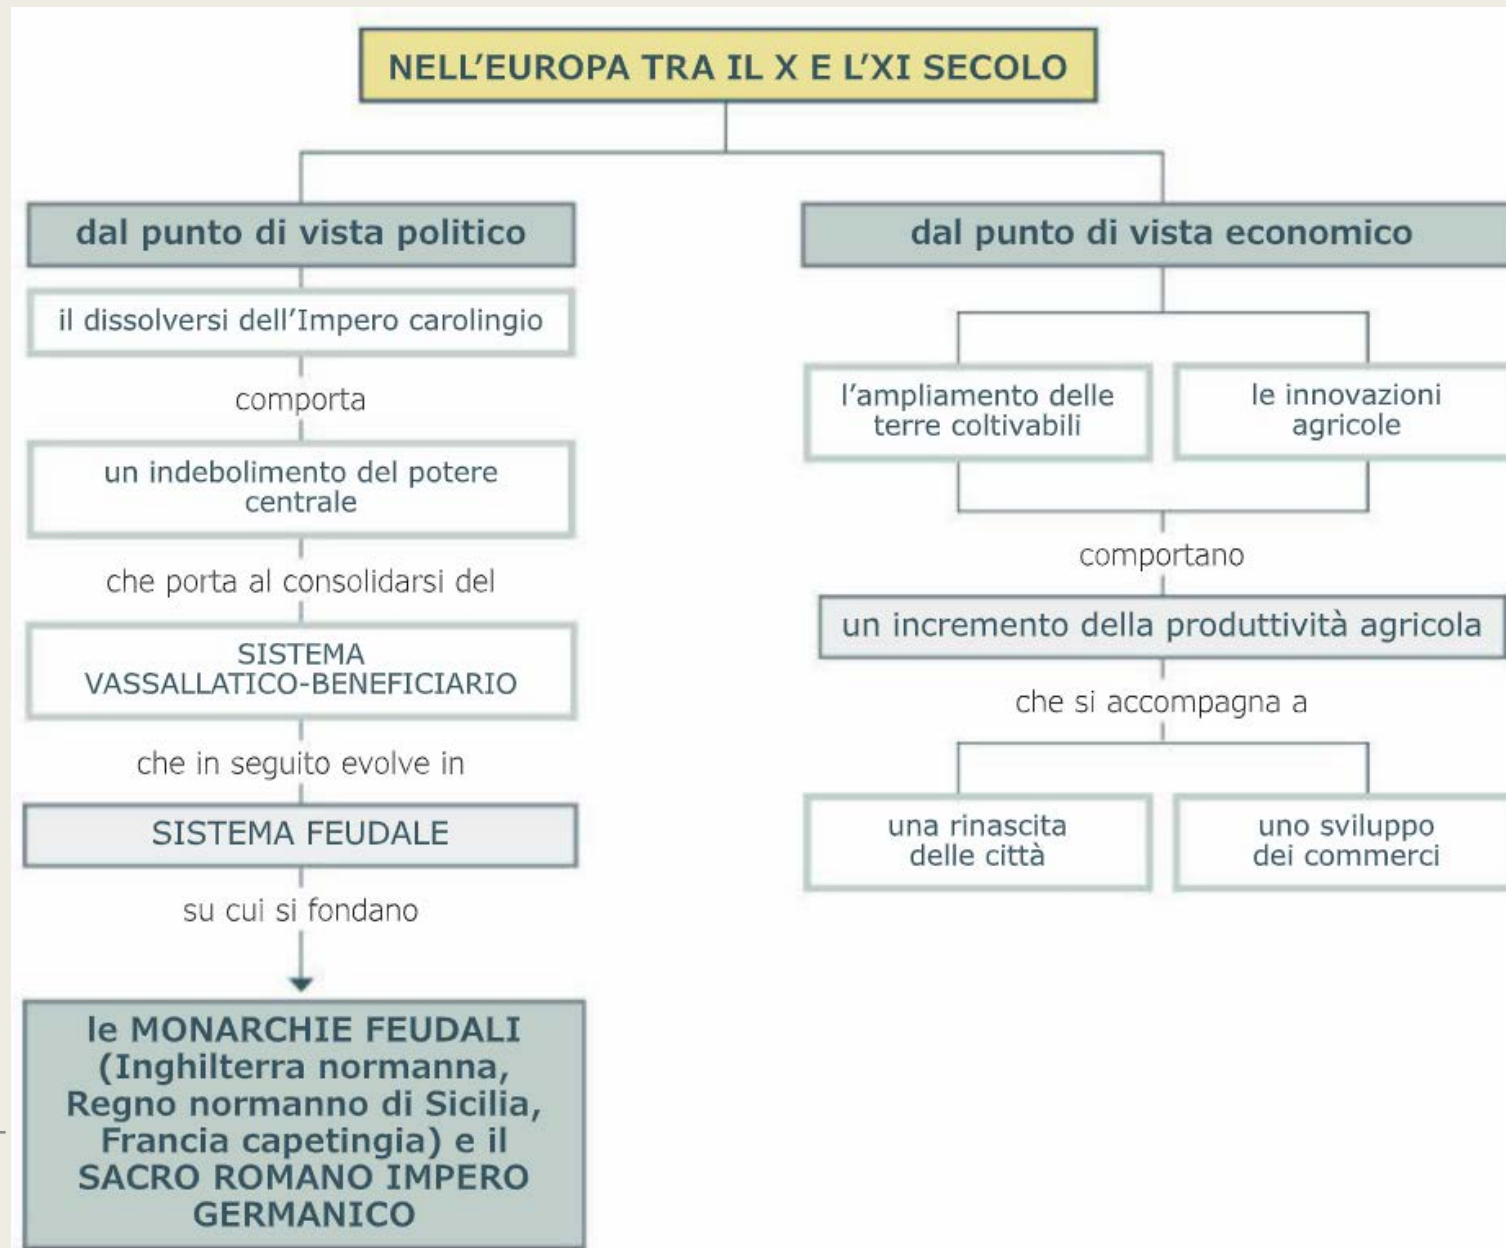 NELL'EUROPA TRA IL X E L'XI SECOLO
dal punto di vista politico
il dissolversi dell'Impero carolingio
comporta
un indebolimento del potere
centrale
che porta al consolidarsi del
SISTEMA
VASSALLATICO-BENEFICIARIO
che in seguito evolve in
SISTEMA FEUDALE
su cui si fondano
le MONARCHIE FEUDALI
(Inghilterra normanna,
Regno normanno di Sicilia,
Francia capetingia) e il
SACRO ROMANO IMPERO
GERMANICO
dal punto di vista economico
l'ampliamento delle
terre coltivabili
le innovazioni
agricole
comportano
un incremento della produttività agricola
che si accompagna a
una rinascita
delle città
uno sviluppo
dei commerci